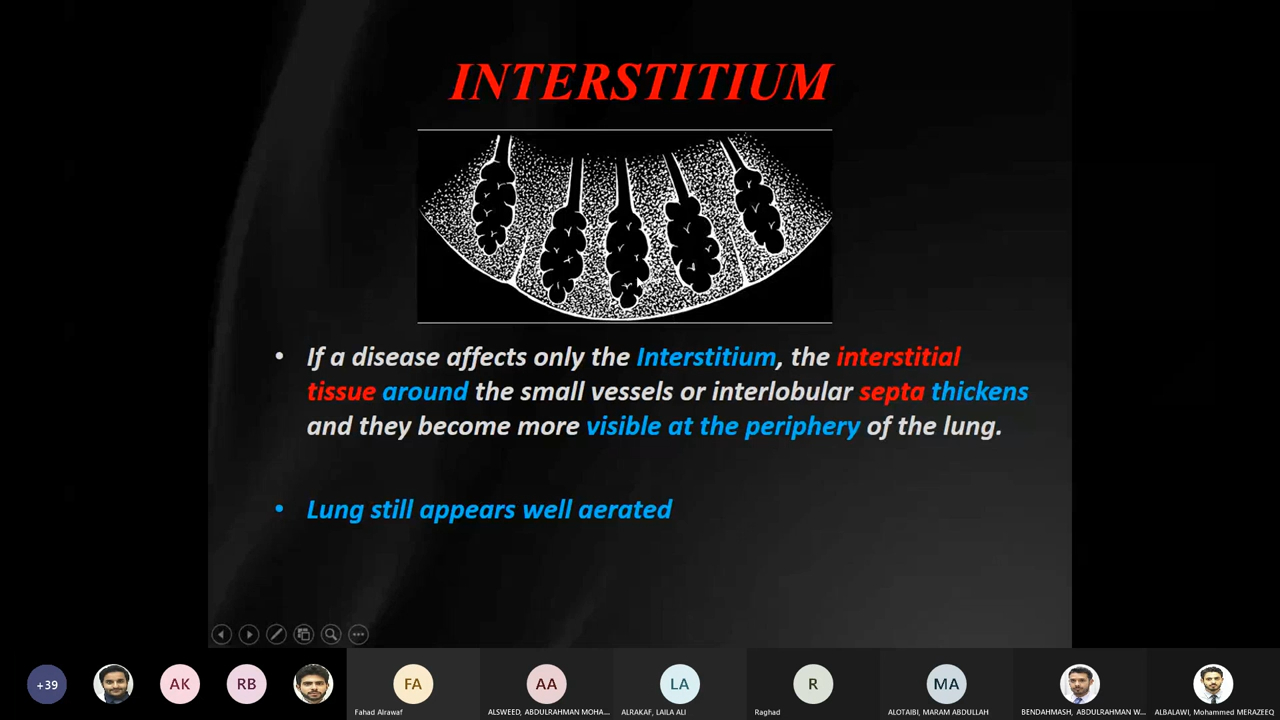 INTERSTITIUM
• If a disease affects only the Interstitium, the interstitial
tissue around the small vessels or interlobular septa thickens
and they become more visible at the periphery of the lung.
• Lung still appears well aerated
+39
AK
RB
FA
AA
LA
R
MA
Fahad Alrawaf
ALSWEED, ABDULRAHMAN MOHA...
ALRAKAF, LAILA ALI
Raghad
ALOTAIBI, MARAM ABDULLAH
BENDAHMASH, ABDULRAHMAN W...
ALBALAWI, Mohammed MERAZEEQ